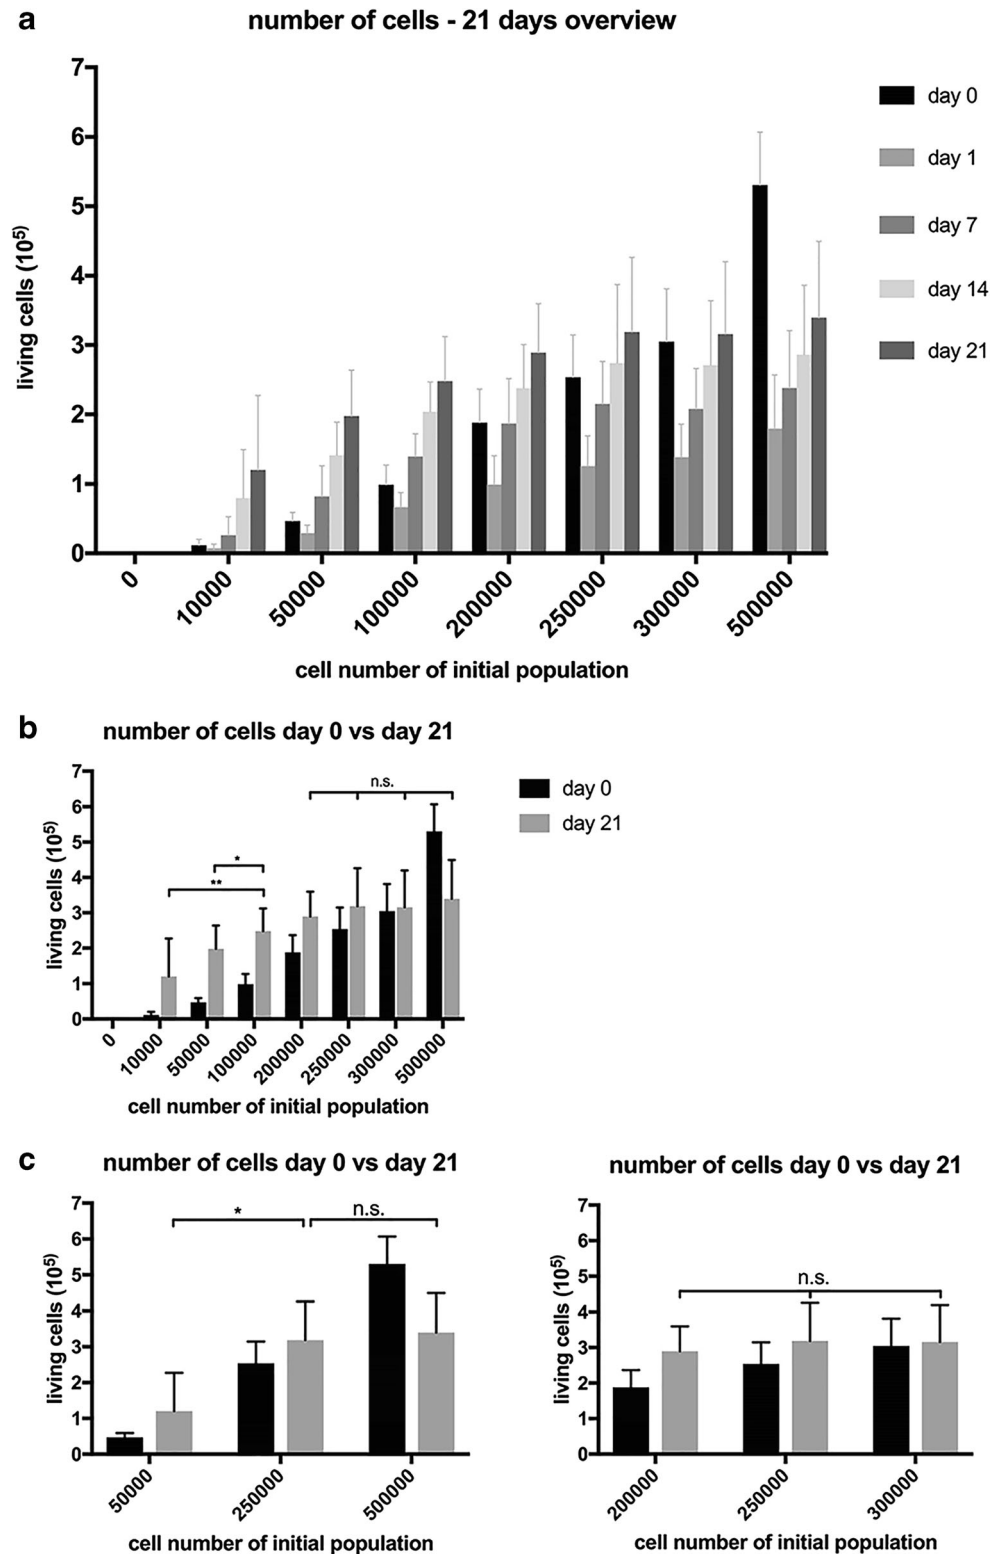 a
number of cells - 21 days overview
7
6
5
4
3
2
1
0
living cells (10⁵)
day 0
day 1
day 7
day 14
day 21
0
10000
50000
100000
200000
250000
300000
500000
cell number of initial population
b
number of cells day 0 vs day 21
7
6
5
4
3
2
1
0
living cells (10⁵)
n.s.
*
**
day 0
day 21
0
10000
50000
100000
200000
250000
300000
500000
cell number of initial population
c
number of cells day 0 vs day 21
7
6
5
4
3
2
1
0
living cells (10⁵)
*
n.s.
50000
250000
500000
cell number of initial population
number of cells day 0 vs day 21
7
6
5
4
3
2
1
0
living cells (10⁵)
n.s.
200000
250000
300000
cell number of initial population